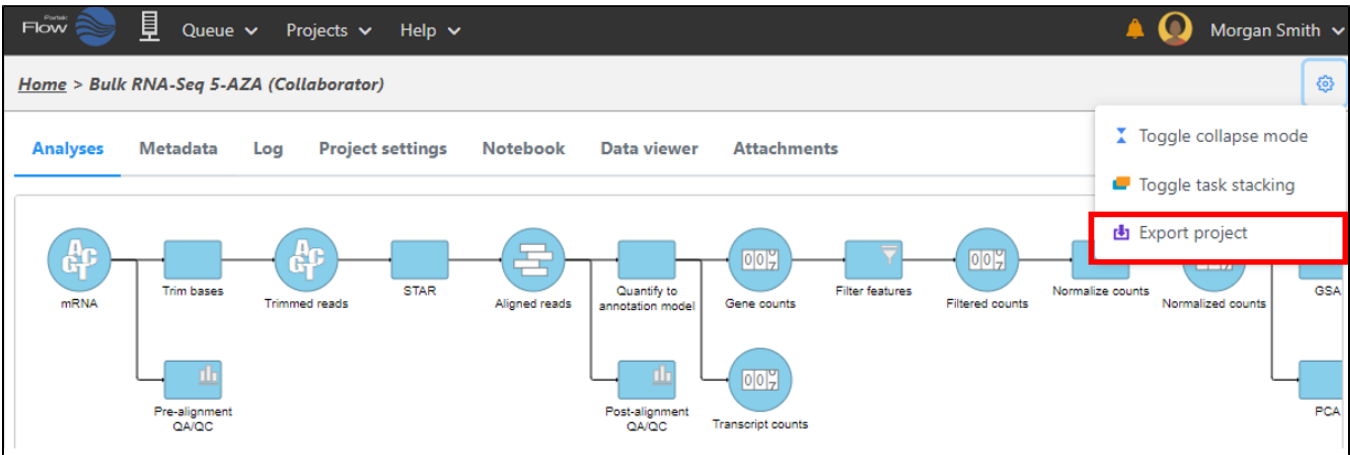 Partek
Flow
Queue
Projects
Help
Morgan Smith
Home > Bulk RNA-Seq 5-AZA (Collaborator)
Analyses
Metadata
Log
Project settings
Notebook
Data viewer
Attachments
Toggle collapse mode
Toggle task stacking
Export project
mRNA
Trim bases
Trimmed reads
STAR
Aligned reads
Quantify to
annotation model
Gene counts
Filter features
Filtered counts
Normalize counts
Normalized counts
GSA
Pre-alignment
QA/QC
Post-alignment
QA/QC
Transcript counts
PCA